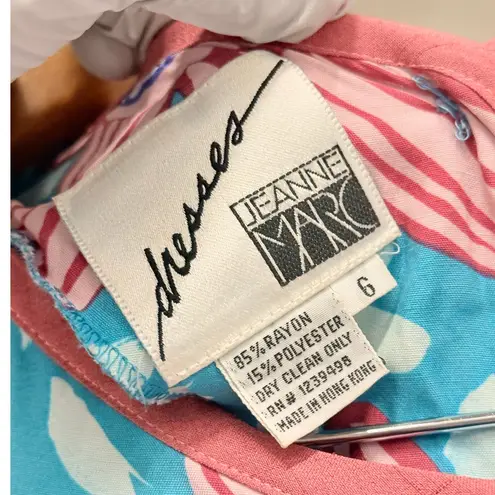 dresses
JEANNE
MARC
6
85% RAYON
15% POLYESTER
DRY CLEAN ONLY
RN# 1239498
MADE IN HONG KONG